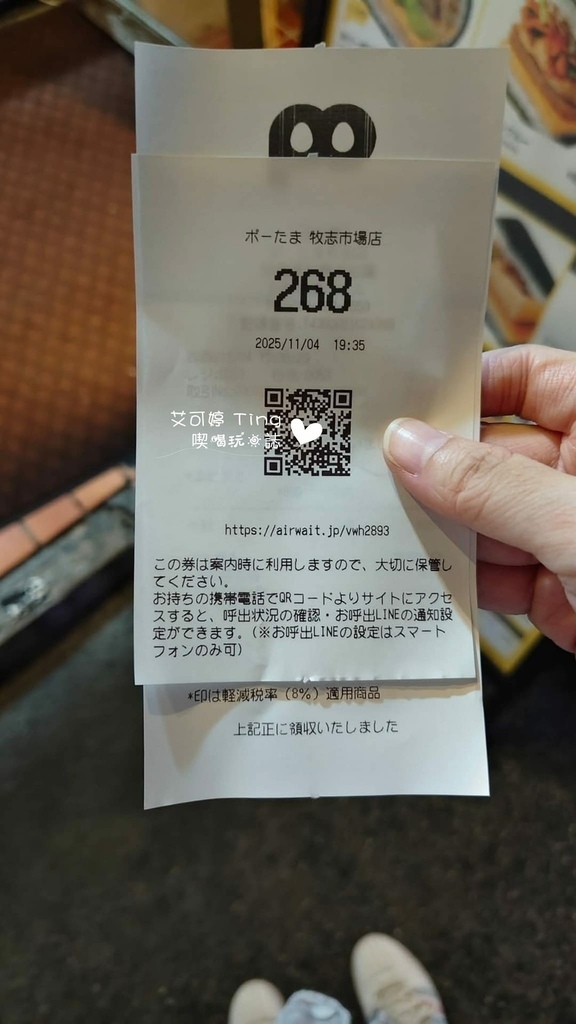 ポーたま 牧志市場店
268
2025/11/04 19:35
艾可婷 Ting
喫喝玩樂誌
https://airwait.jp/vwh2893
この券は案内時に利用しますので、大切に保管し
てください。
お持ちの携帯電話でQRコードよりサイトにアクセ
スすると、呼出状況の確認・お呼出LINEの通知設
定ができます。(※お呼出LINEの設定はスマート
フォンのみ可)
*印は軽減税率(8%)適用商品
上記正に領収いたしました